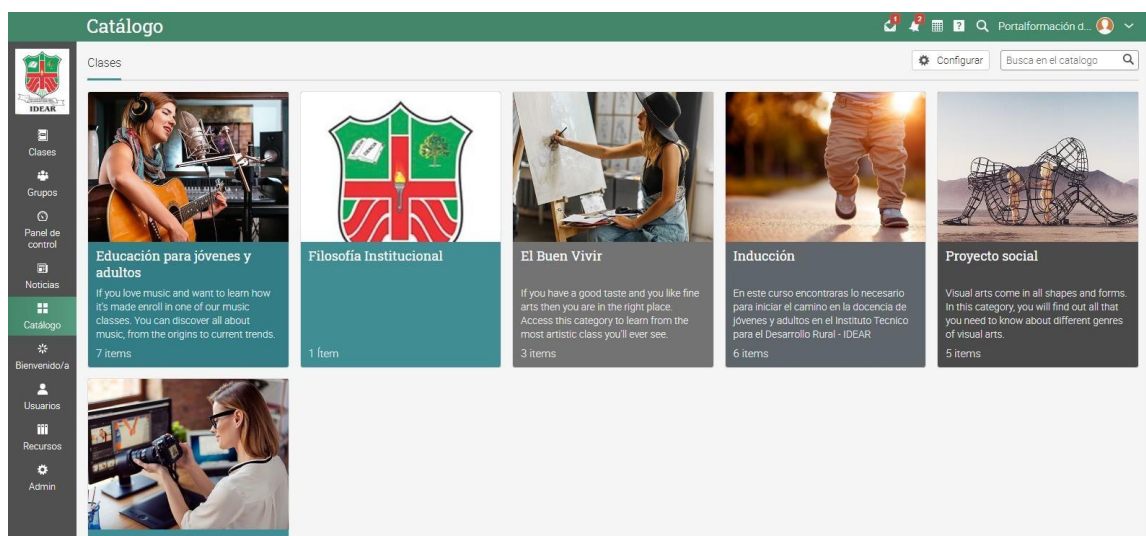 Catálogo
1
2
?
Portalformación d...
IDEAR
Clases
Configurar
Busca en el catalogo
Clases
Grupos
Panel de
control
Noticias
Catálogo
Bienvenido/a
Usuarios
Recursos
Admin
Educación para jóvenes y
adultos
If you love music and want to learn how
it's made enroll in one of our music
classes. You can discover all about
music, from the origins to current trends.
7 items
Filosofía Institucional
1 Ítem
El Buen Vivir
If you have a good taste and you like fine
arts then you are in the right place.
Access this category to learn from the
most artistic class you'll ever see.
3 items
Inducción
En este curso encontraras lo necesario
para iniciar el camino en la docencia de
jóvenes y adultos en el Instituto Tecnico
para el Desarrollo Rural - IDEAR
6 items
Proyecto social
Visual arts come in all shapes and forms.
In this category, you will find out all that
you need to know about different genres
of visual arts.
5 items